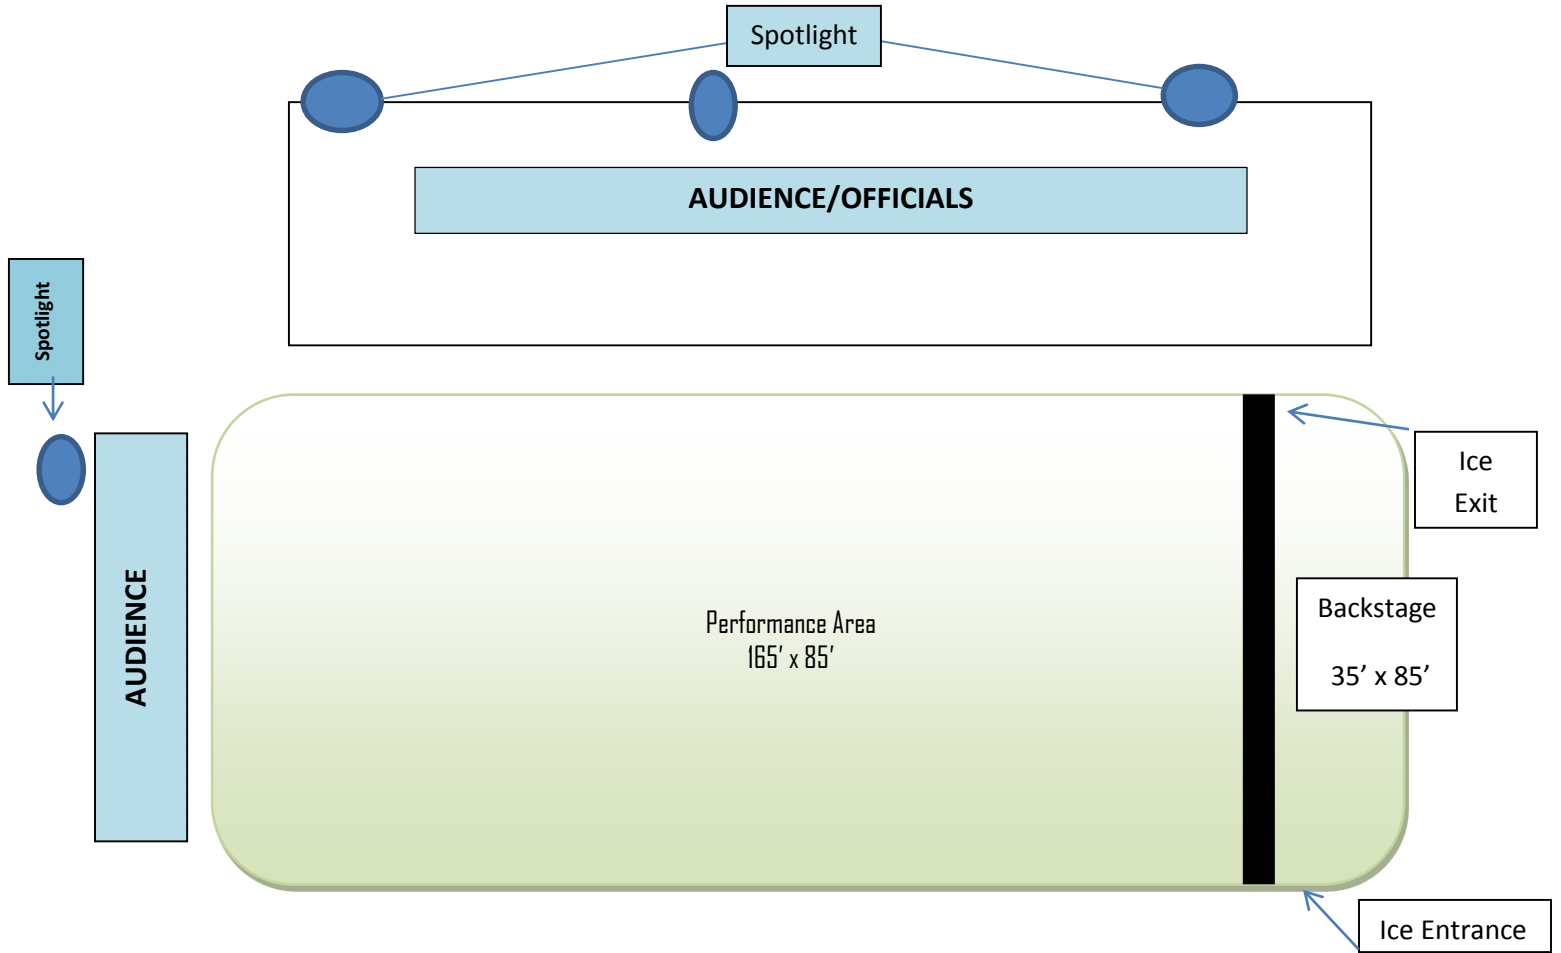 Spotlight
AUDIENCE/OFFICIALS
Spotlight
Ice
Exit
AUDIENCE
Performance Area
165’ x 85’
Backstage
35’ x 85’
Ice Entrance